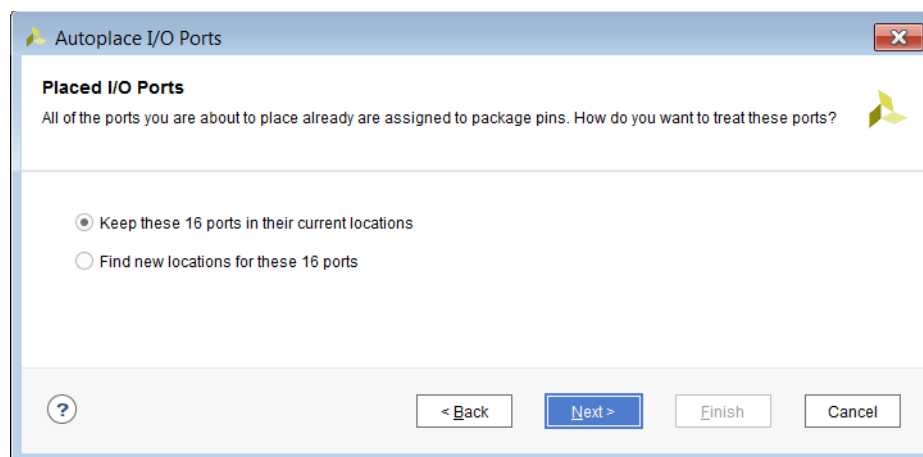 Autoplace I/O Ports
Placed I/O Ports
All of the ports you are about to place already are assigned to package pins. How do you want to treat these ports?
Keep these 16 ports in their current locations
Find new locations for these 16 ports
?
< Back
Next >
Finish
Cancel